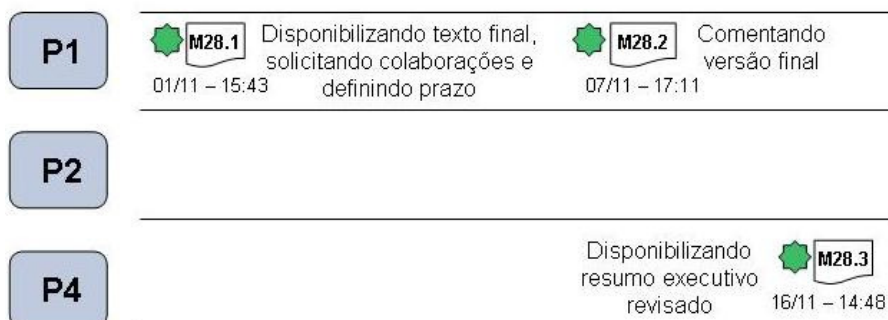 P1
M28.1
Disponibilizando texto final,
solicitando colaborações e
definindo prazo
01/11 – 15:43
M28.2
Comentando
versão final
07/11 – 17:11
P2
P4
Disponibilizando
resumo executivo
revisado
M28.3
16/11 – 14:48